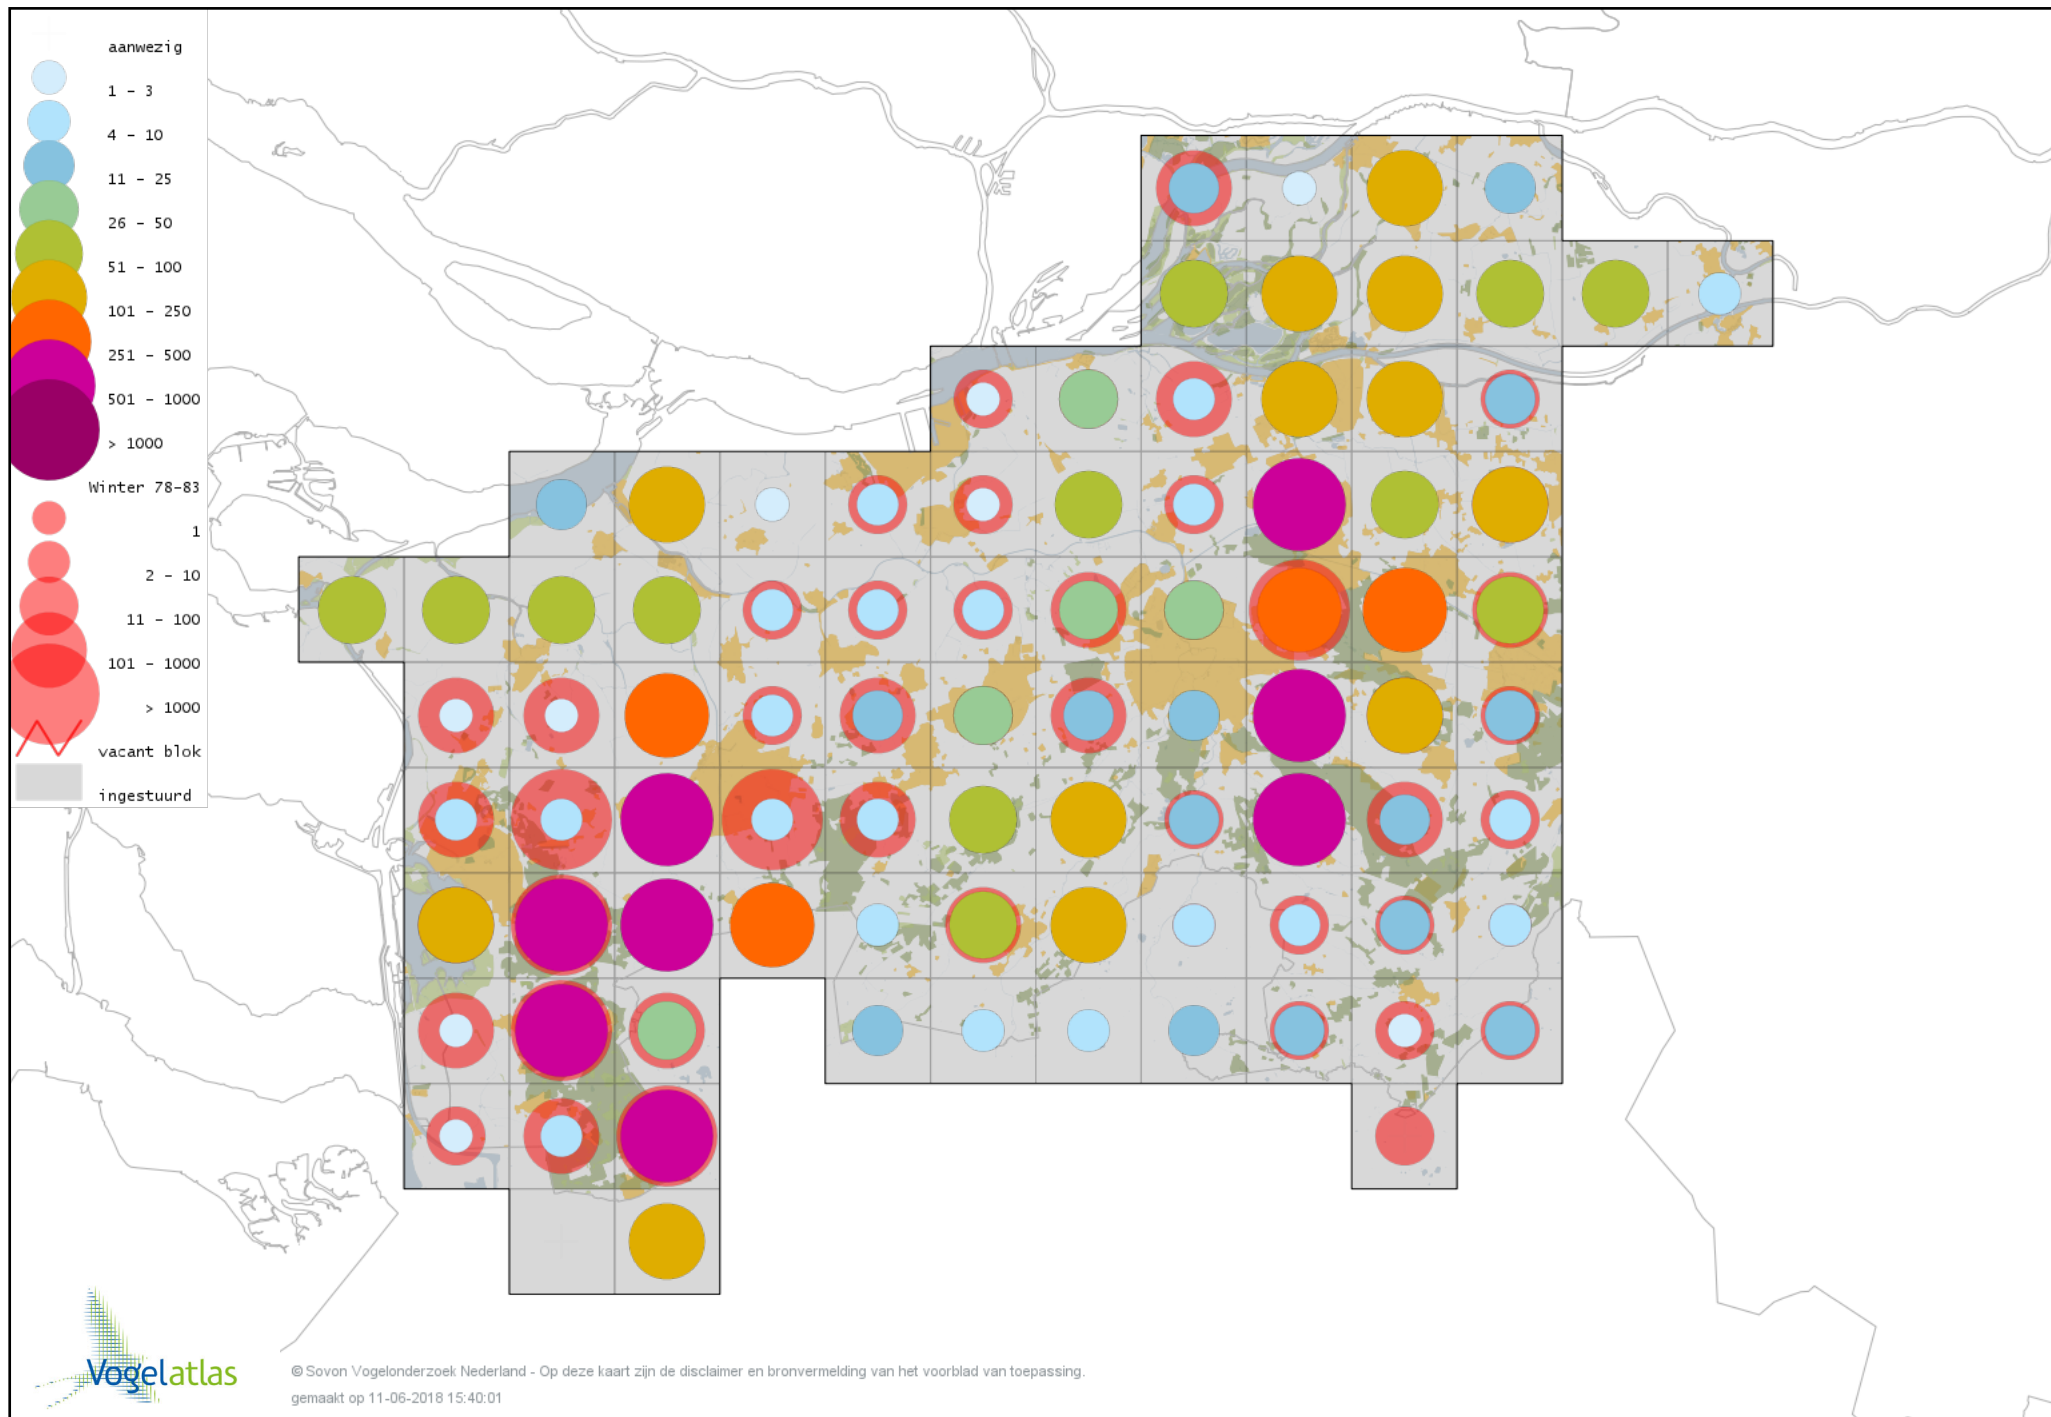 aanwezig
1 - 3
4 - 10
11 - 25
26 - 50
51 - 100
101 - 250
251 - 500
501 - 1000
> 1000
Winter 78-83
1
2 - 10
11 - 100
101 - 1000
> 1000
vacant blok
ingestuurd
Vogelatlas
© Sovon Vogelonderzoek Nederland - Op deze kaart zijn de disclaimer en bronvermelding van het voorblad van toepassing.
gemaakt op 11-06-2018 15:40:01